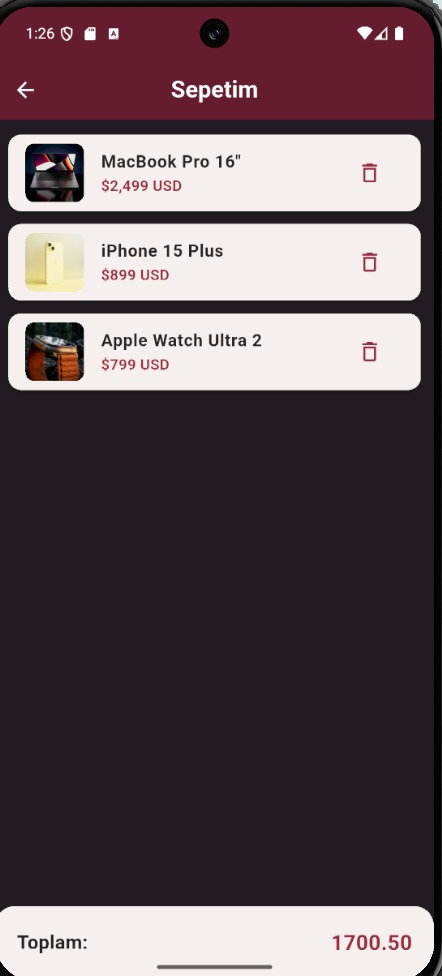 1:26
Sepetim
MacBook Pro 16"
$2,499 USD
iPhone 15 Plus
$899 USD
Apple Watch Ultra 2
$799 USD
Toplam:
1700.50